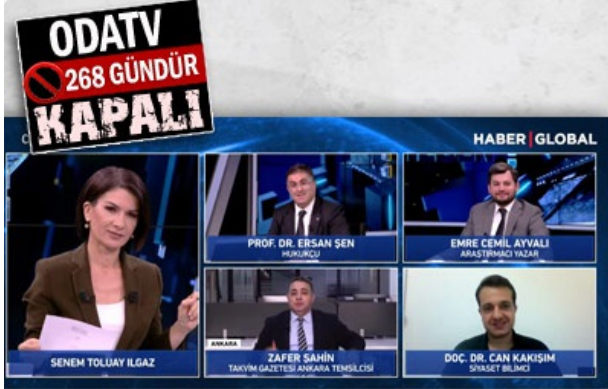 ODATV
268 GÜNDÜR
KAPALI
HABER GLOBAL
PROF. DR. ERSAN ŞEN
HUKUKÇU
EMRE CEMİL AYVALI
ARAŞTIRMACI YAZAR
SENEM TOLUAY ILGAZ
ANKARA
ZAFER ŞAHİN
TAKVİM GAZETESİ ANKARA TEMSİLCİSİ
DOÇ. DR. CAN KAKIŞIM
SİYASET BİLİMCİ